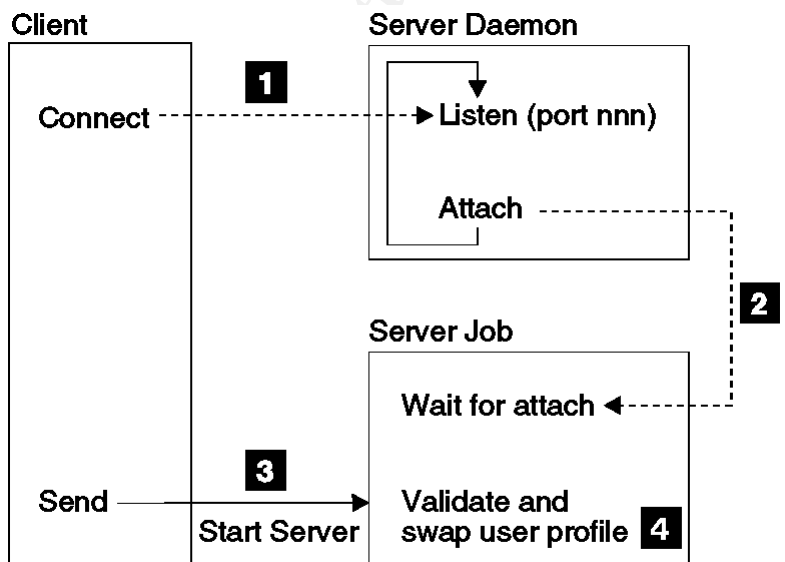 Client
Server Daemon
1
Connect
Listen (port nnn)
Attach
2
Server Job
Wait for attach
3
Send
Start Server
Validate and
swap user profile 4